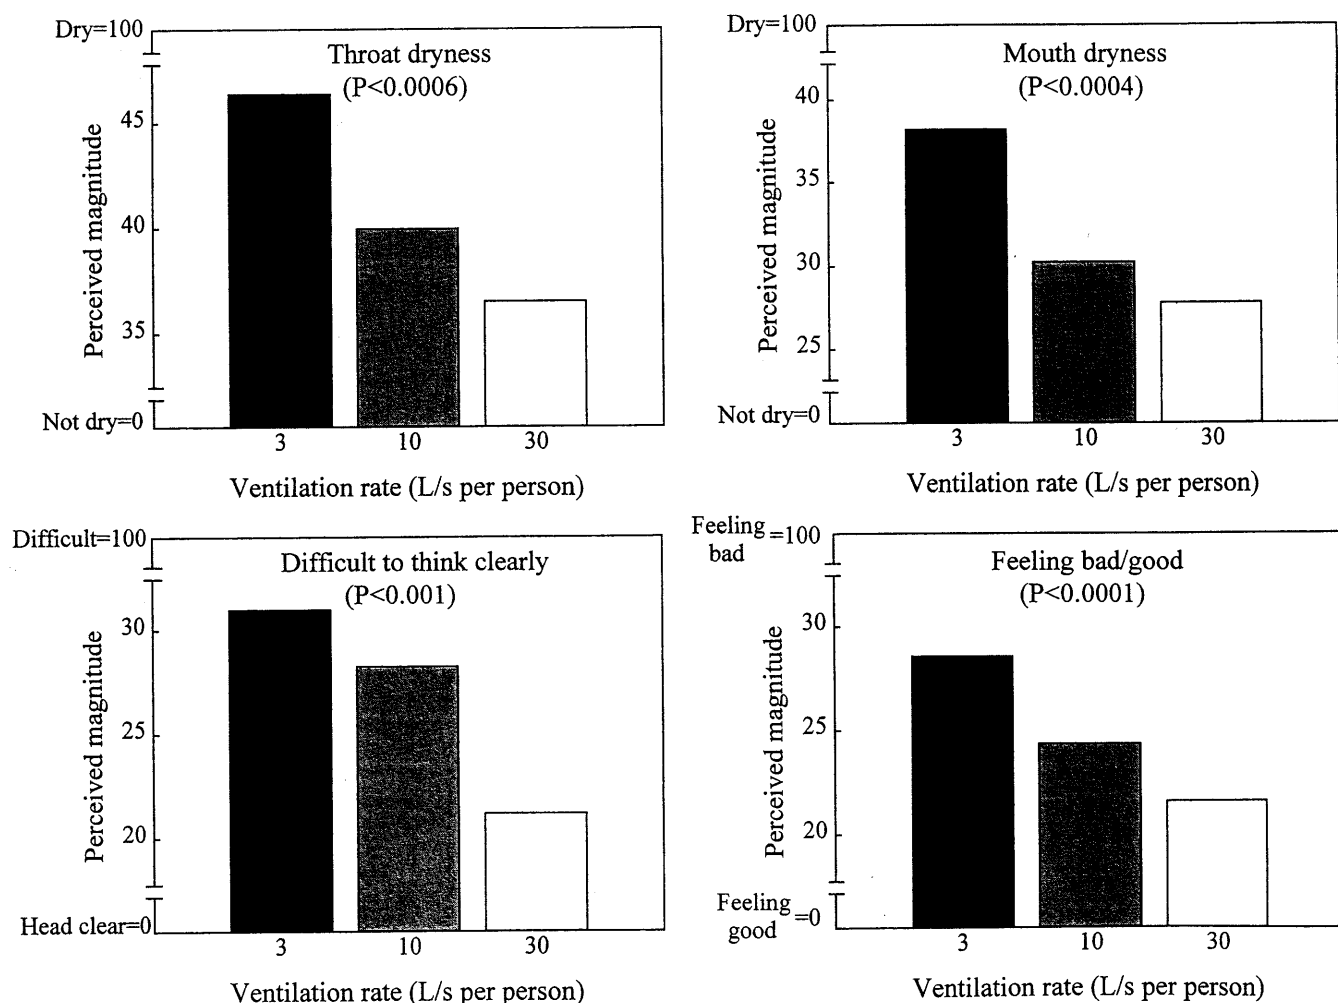 Dry=100
Throat dryness
(P<0.0006)
45
40
35
Perceived magnitude
Not dry=0
3 10 30
Ventilation rate (L/s per person)
Dry=100
Mouth dryness
(P<0.0004)
40
35
30
25
Perceived magnitude
Not dry=0
3 10 30
Ventilation rate (L/s per person)
Difficult=100
Difficult to think clearly
(P<0.001)
30
25
20
Perceived magnitude
Head clear=0
3 10 30
Ventilation rate (L/s per person)
Feeling bad =100
Feeling bad/good
(P<0.0001)
30
25
20
Perceived magnitude
Feeling good =0
3 10 30
Ventilation rate (L/s per person)